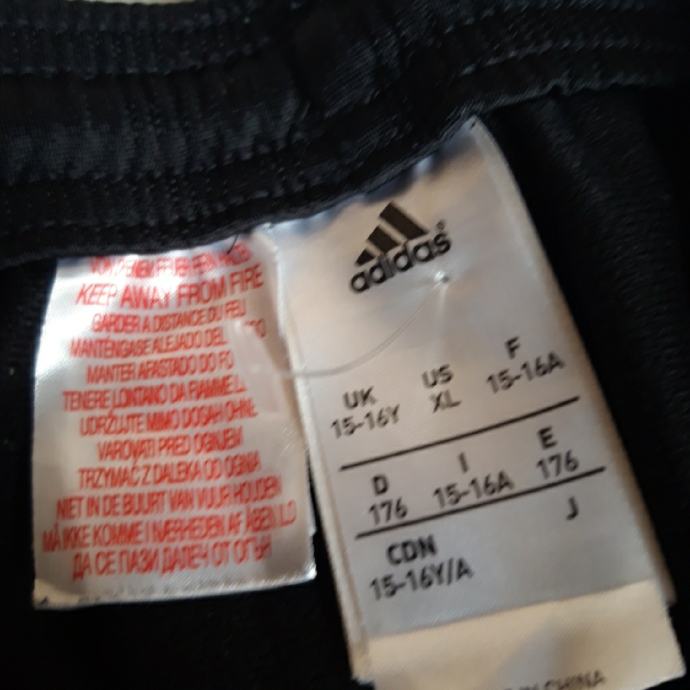 KEEP AWAY FROM FIRE
GARDER A DISTANCE DU FEU
MANTÉNGASE ALEJADO DEL
MANTER AFASTADO DO FO
TENERE LONTANO DA FIAMME
UDRŽUJTE MIMO DOSAH OHNĚ
VAROVATI PRED OGNJEM
TRZYMAĆ Z DALEKA OD OGNIA
NIET IN DE BUURT VAN VUUR HOUDEN
MÅ IKKE KOMME I NÆRHEDEN AF ÅBEN ILD
ДА СЕ ПАЗИ ДАЛЕЧ ОТ ОГЪН
adidas®
UK US F
15-16Y XL 15-16A
D I E
176 15-16A 176
CDN J
15-16Y/A
IN CHINA